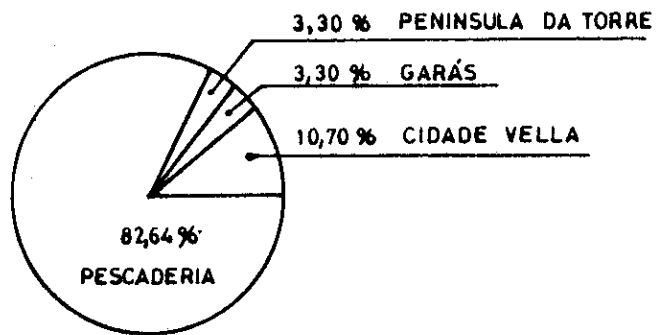 3,30 % PENINSULA DA TORRE
3,30 % GARÁS
10,70 % CIDADE VELLA
82,64 %
PESCADERIA